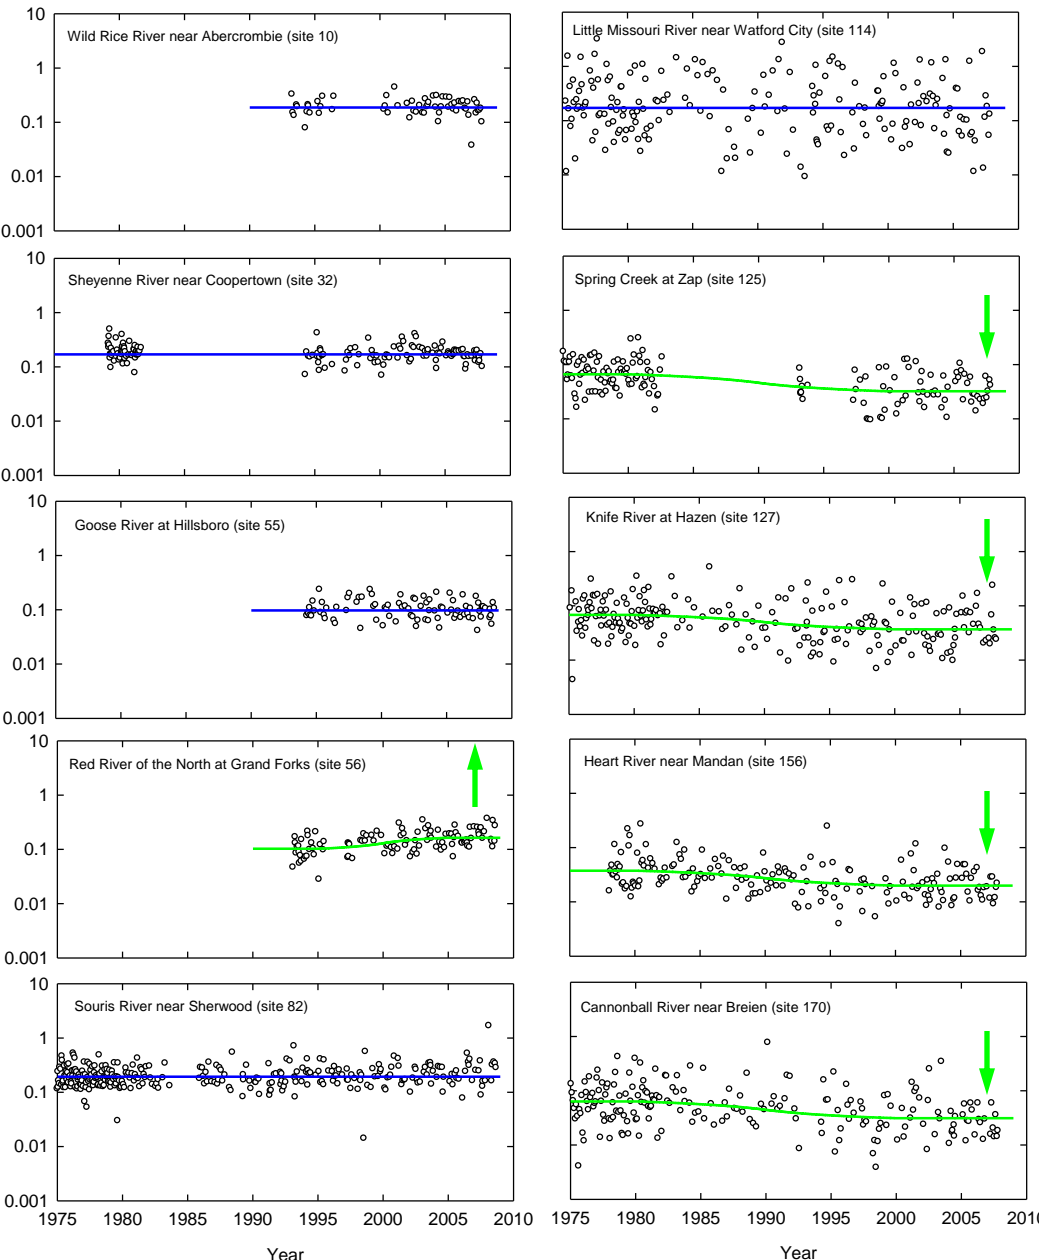 10
1
0.1
0.01
0.001
Wild Rice River near Abercrombie (site 10)
Little Missouri River near Watford City (site 114)
10
1
0.1
0.01
0.001
Sheyenne River near Coopertown (site 32)
Spring Creek at Zap (site 125)
10
1
0.1
0.01
0.001
Goose River at Hillsboro (site 55)
Knife River at Hazen (site 127)
10
1
0.1
0.01
0.001
Red River of the North at Grand Forks (site 56)
Heart River near Mandan (site 156)
10
1
0.1
0.01
0.001
Souris River near Sherwood (site 82)
Cannonball River near Breien (site 170)
1975 1980 1985 1990 1995 2000 2005 2010
1975 1980 1985 1990 1995 2000 2005 2010
Year
Year